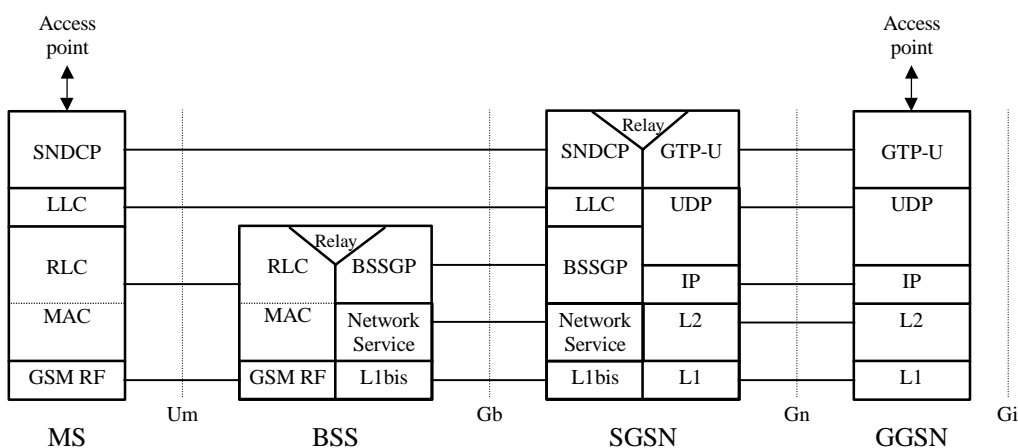 Access
point
Access
point
Relay
SNDCP
SNDCP
GTP-U
GTP-U
LLC
LLC
UDP
UDP
Relay
RLC
RLC
BSSGP
BSSGP
IP
IP
MAC
MAC
Network
Service
Network
Service
L2
L2
GSM RF
GSM RF
L1bis
L1bis
L1
L1
Um
Gb
Gn
Gi
MS
BSS
SGSN
GGSN